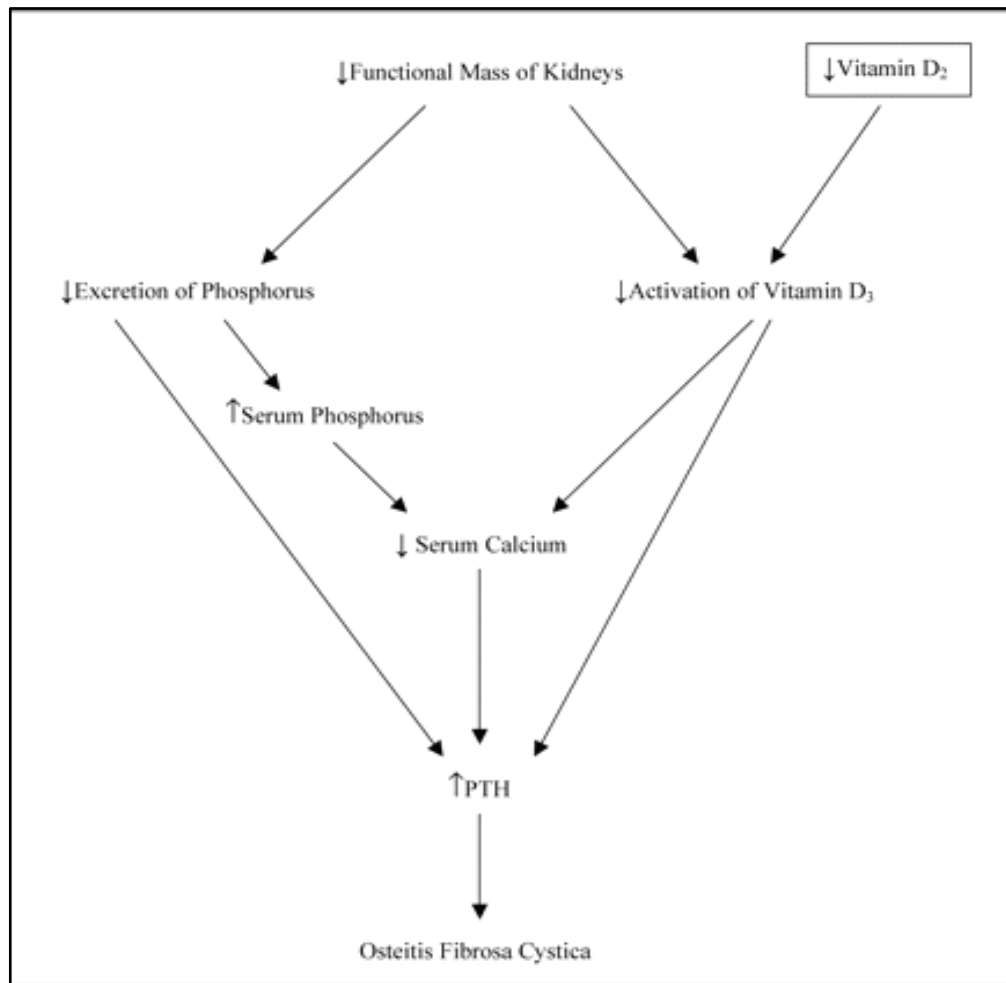 ↓Functional Mass of Kidneys
↓Vitamin D₂
↓Excretion of Phosphorus
↓Activation of Vitamin D₃
↑Serum Phosphorus
↓ Serum Calcium
↑PTH
Osteitis Fibrosa Cystica